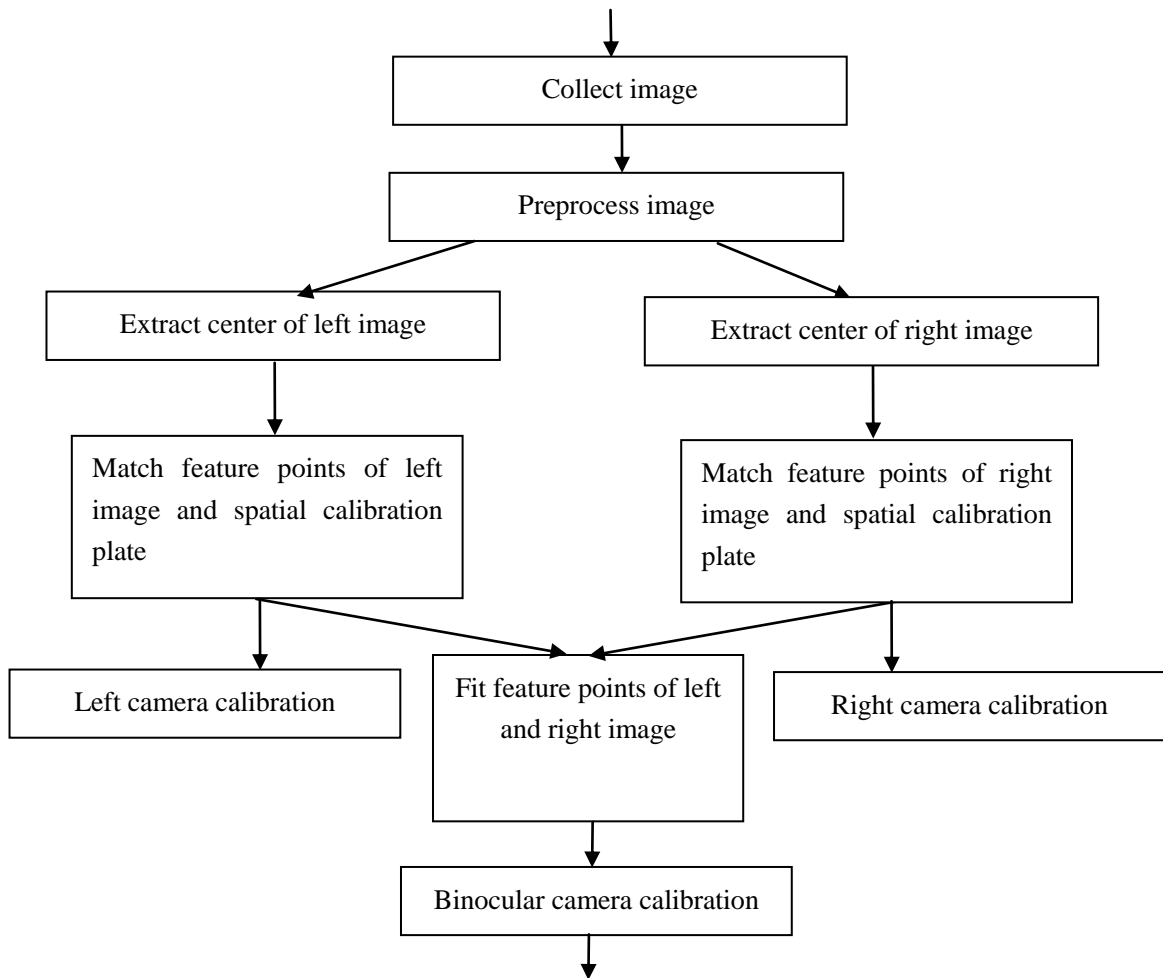 Collect image
Preprocess image
Extract center of left image
Extract center of right image
Match feature points of left
image and spatial calibration
plate
Match feature points of right
image and spatial calibration
plate
Left camera calibration
Fit feature points of left
and right image
Right camera calibration
Binocular camera calibration